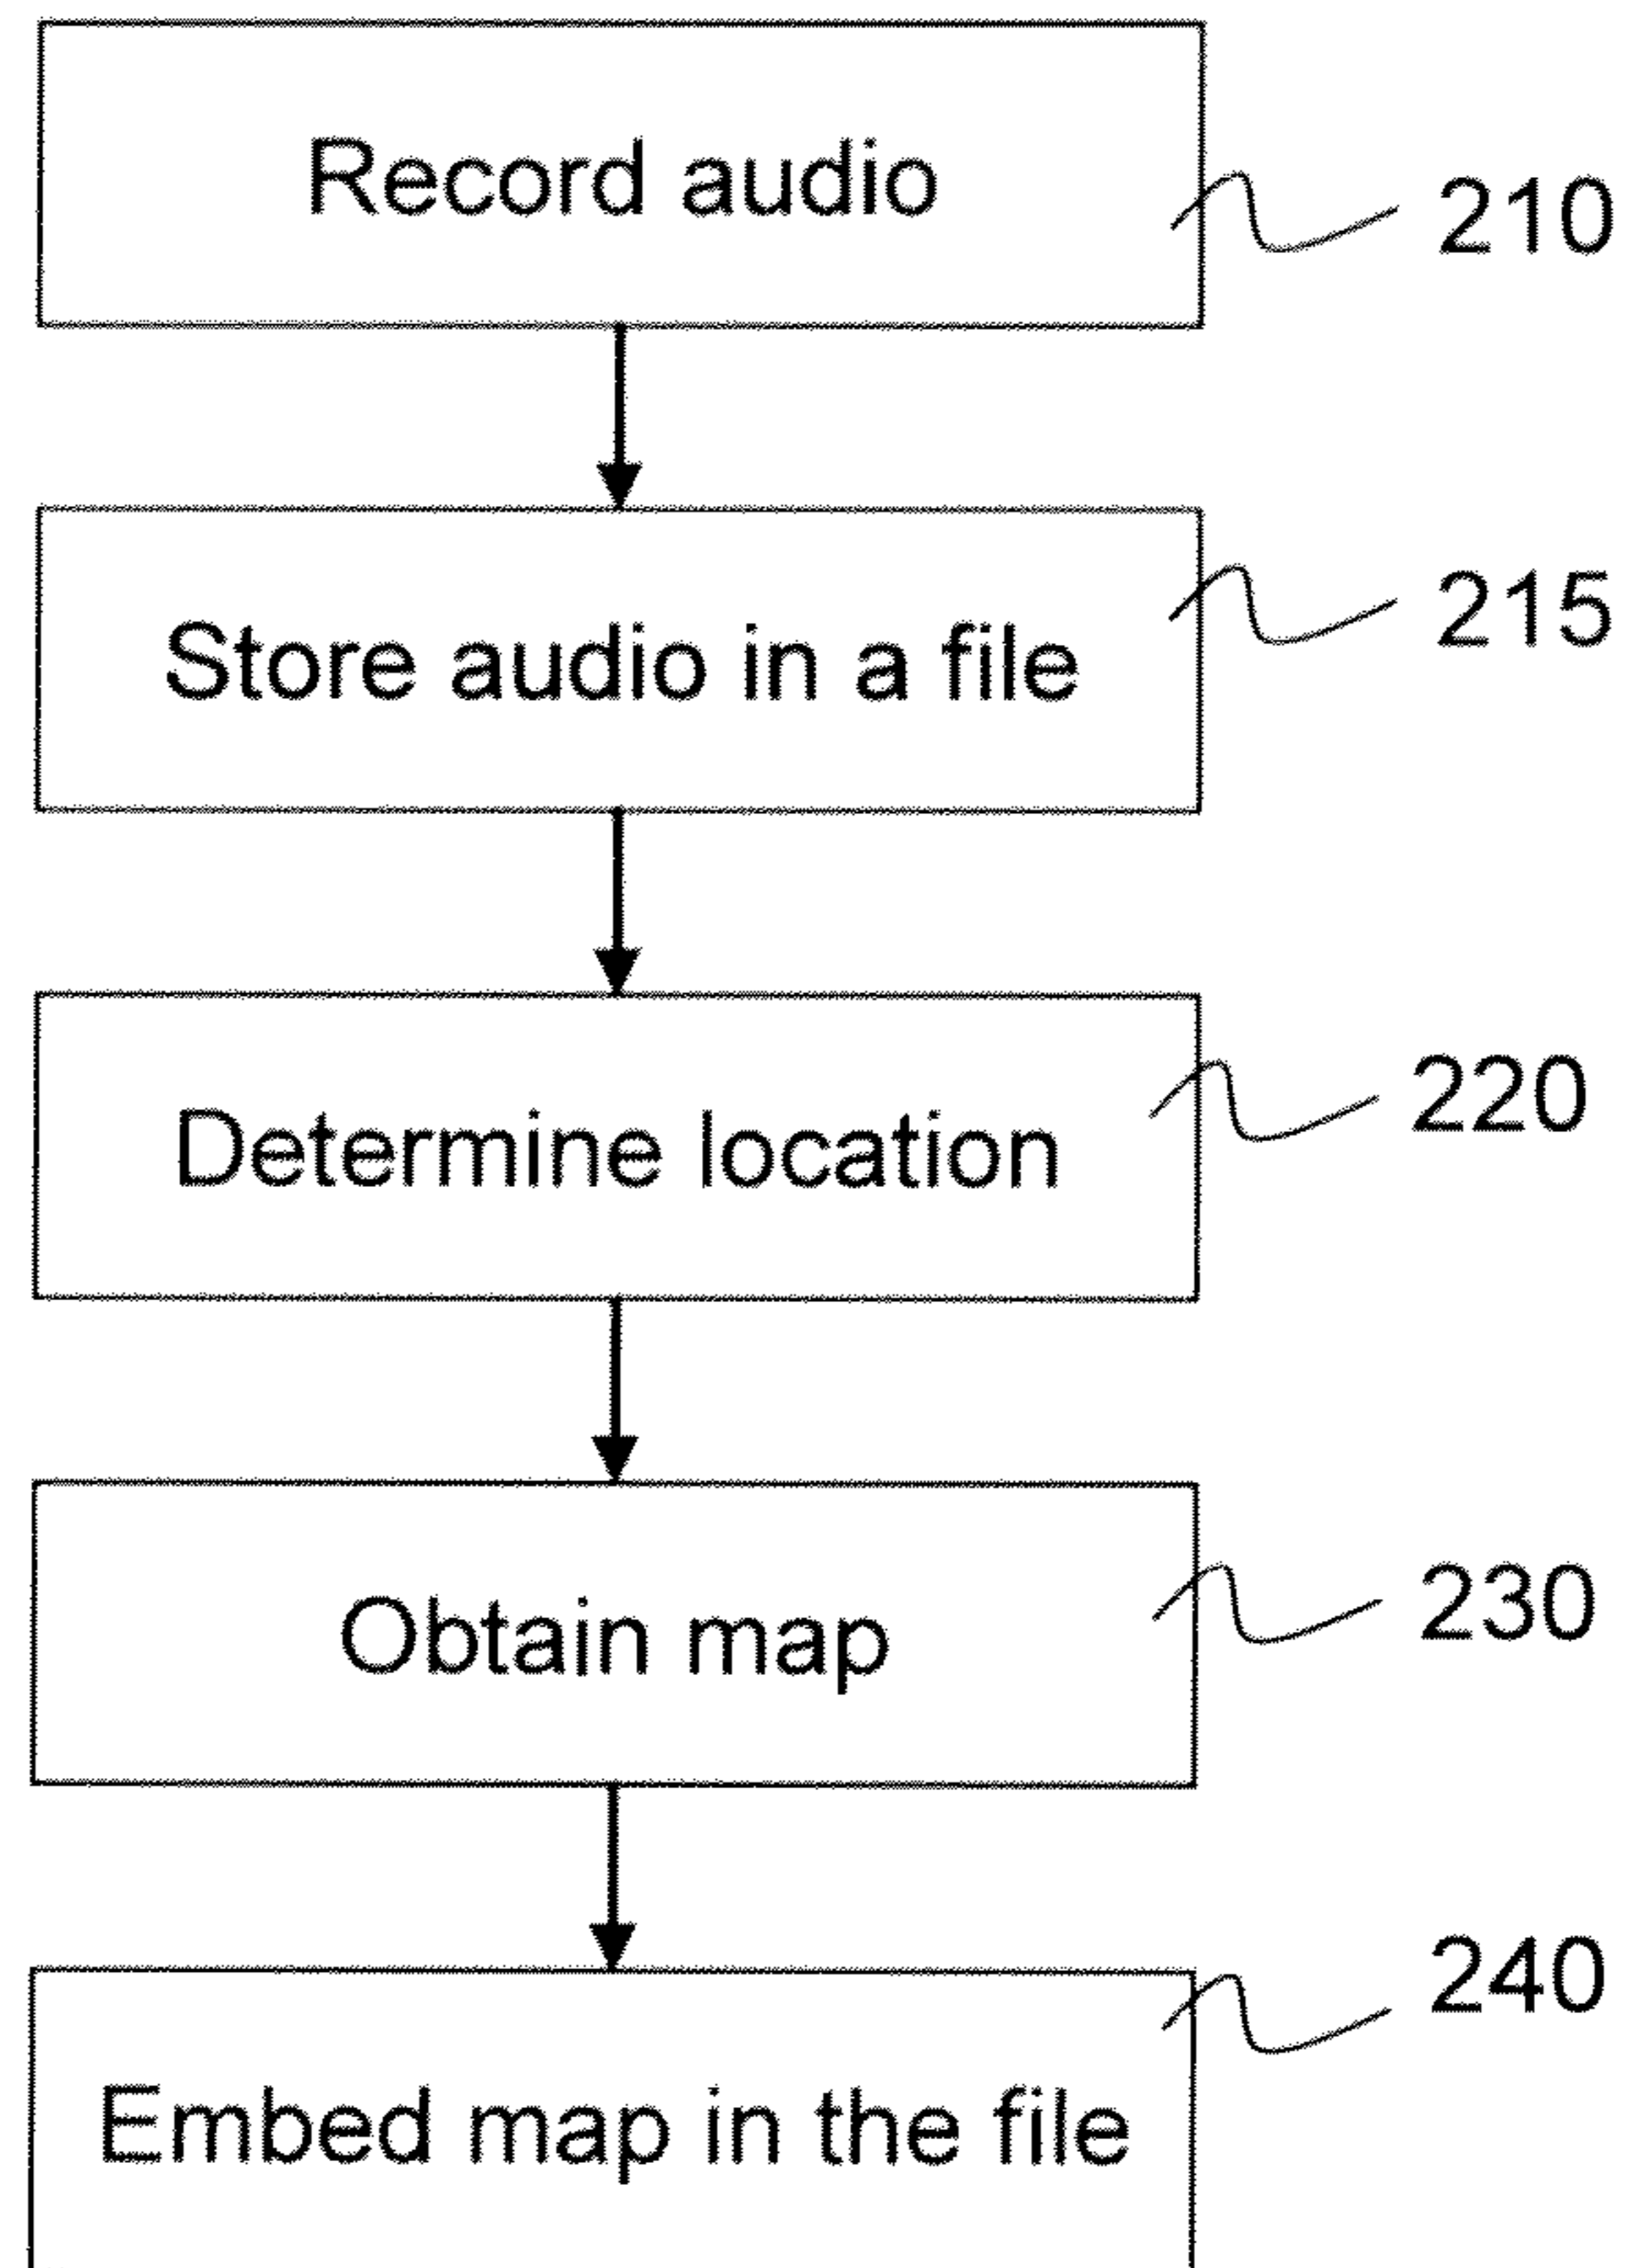 Record audio
210
Store audio in a file
215
Determine location
220
Obtain map
230
240
Embed map in the file